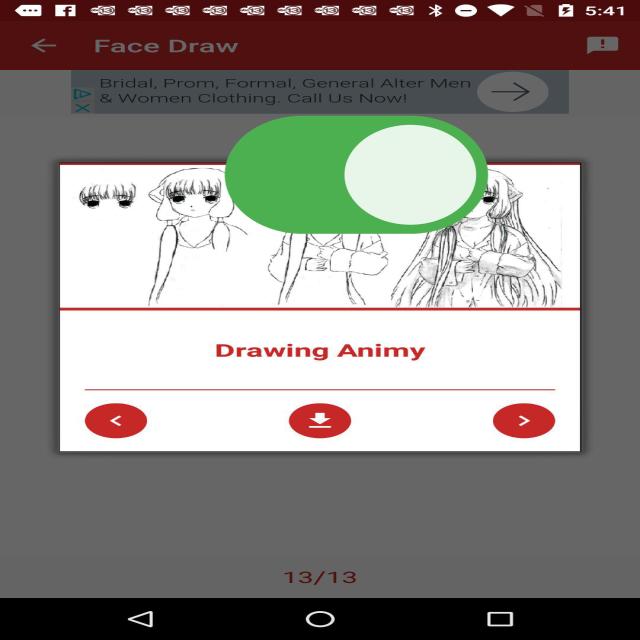 5:41
Face Draw
Bridal, Prom, Formal, General Alter Men
& Women Clothing. Call Us Now!
Drawing Animy
13/13